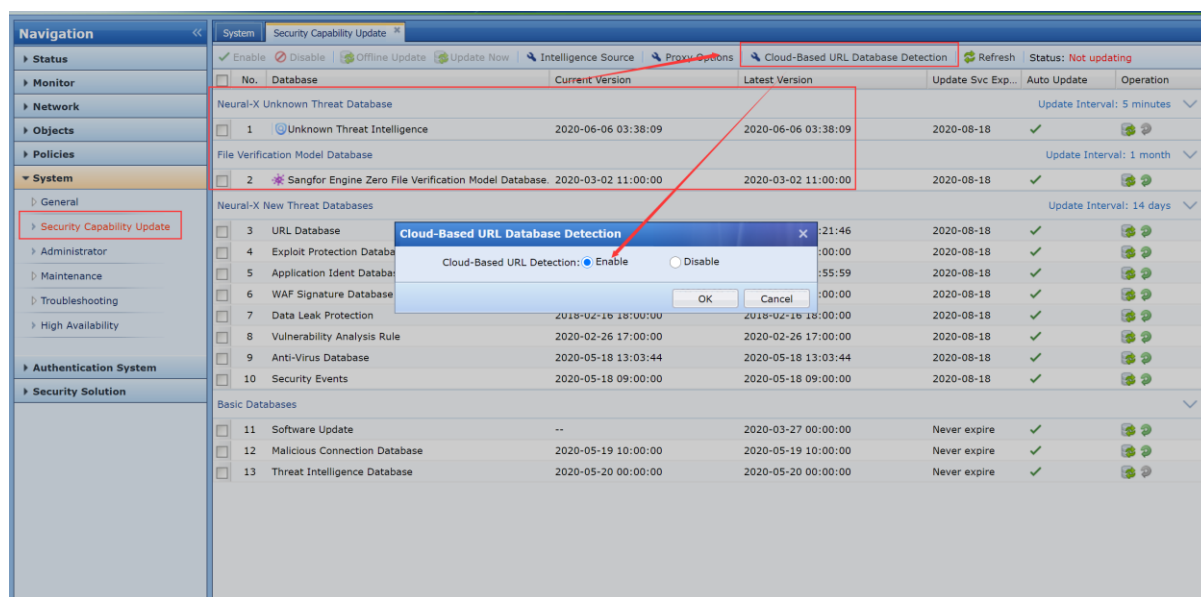 Navigation
System
Security Capability Update
Enable Disable Offline Update Update Now Intelligence Source Proxy Options Cloud-Based URL Database Detection Refresh Status: Not updating
Status
Monitor
Network
Objects
Policies
System
General
Security Capability Update
Administrator
Maintenance
Troubleshooting
High Availability
Authentication System
Security Solution
No. Database Current Version Latest Version Update Svc Exp... Auto Update Operation
Neural-X Unknown Threat Database Update Interval: 5 minutes
1 Unknown Threat Intelligence 2020-06-06 03:38:09 2020-06-06 03:38:09 2020-08-18
File Verification Model Database Update Interval: 1 month
2 Sangfor Engine Zero File Verification Model Database. 2020-03-02 11:00:00 2020-03-02 11:00:00 2020-08-18
Neural-X New Threat Databases Update Interval: 14 days
3 URL Database :21:46 2020-08-18
4 Exploit Protection Databa :00:00 2020-08-18
5 Application Ident Databa :55:59 2020-08-18
6 WAF Signature Database :00:00 2020-08-18
7 Data Leak Protection 2018-02-16 18:00:00 2018-02-16 18:00:00 2020-08-18
8 Vulnerability Analysis Rule 2020-02-26 17:00:00 2020-02-26 17:00:00 2020-08-18
9 Anti-Virus Database 2020-05-18 13:03:44 2020-05-18 13:03:44 2020-08-18
10 Security Events 2020-05-18 09:00:00 2020-05-18 09:00:00 2020-08-18
Basic Databases
11 Software Update -- 2020-03-27 00:00:00 Never expire
12 Malicious Connection Database 2020-05-19 10:00:00 2020-05-19 10:00:00 Never expire
13 Threat Intelligence Database 2020-05-20 00:00:00 2020-05-20 00:00:00 Never expire
Cloud-Based URL Database Detection
Cloud-Based URL Detection: Enable Disable
OK Cancel